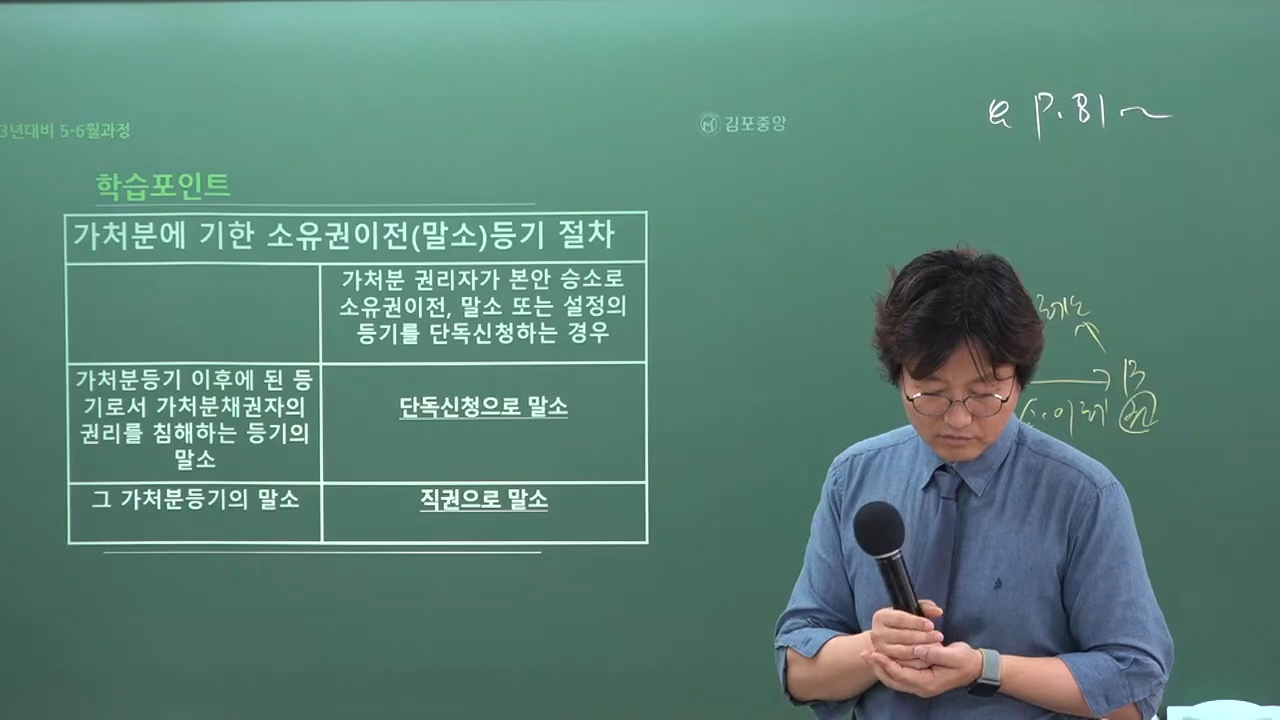 3년대비 5-6월과정
김포중앙
P.81~
학습포인트
가처분에 기한 소유권이전(말소)등기 절차
가처분 권리자가 본안 승소로
소유권이전, 말소 또는 설정의
등기를 단독신청하는 경우
가처분등기 이후에 된 등
기로서 가처분채권자의
권리를 침해하는 등기의
말소
단독신청으로 말소
그 가처분등기의 말소
직권으로 말소